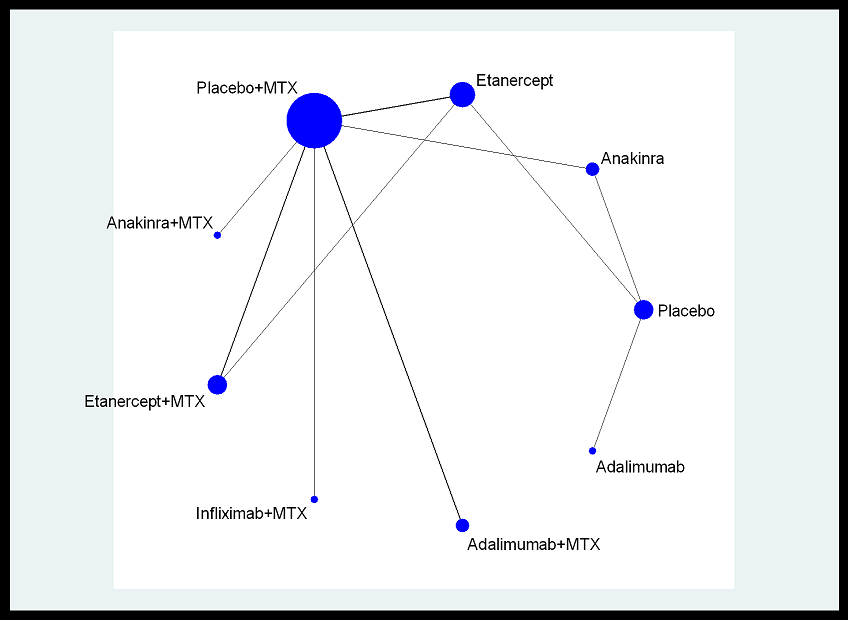 Etanercept
Placebo+MTX
Anakinra
Anakinra+MTX
Placebo
Etanercept+MTX
Adalimumab
Infliximab+MTX
Adalimumab+MTX